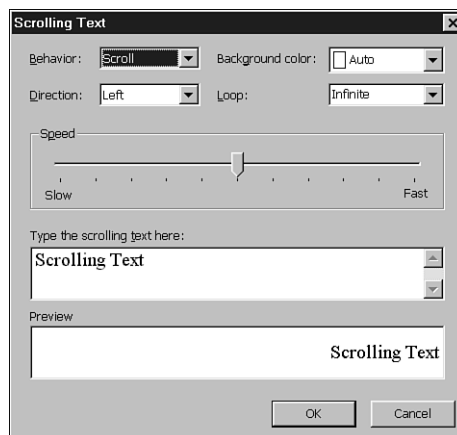 Scrolling Text
Behavior: Scroll Background color: Auto
Direction: Left Loop: Infinite
Speed
Slow Fast
Type the scrolling text here:
Scrolling Text
Preview
Scrolling Text
OK Cancel